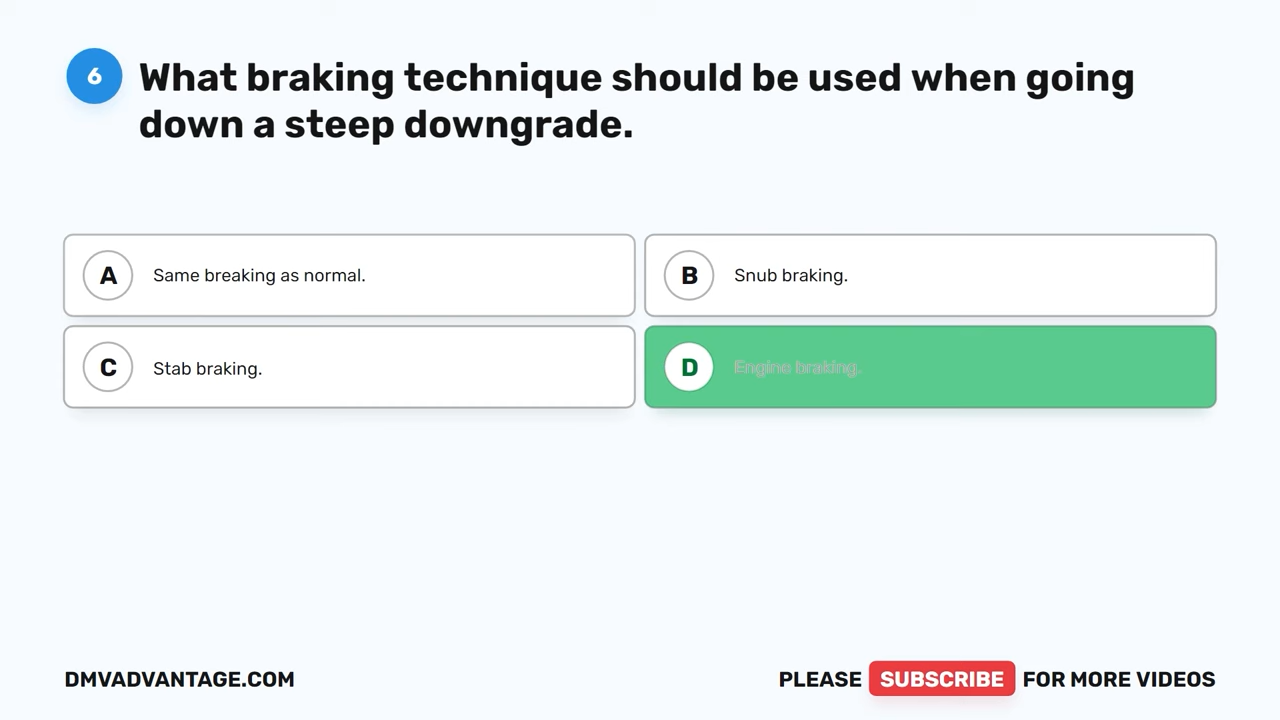 6
What braking technique should be used when going
down a steep downgrade.
A Same breaking as normal.
B Snub braking.
C Stab braking.
D Engine braking.
DMVADVANTAGE.COM
PLEASE SUBSCRIBE FOR MORE VIDEOS